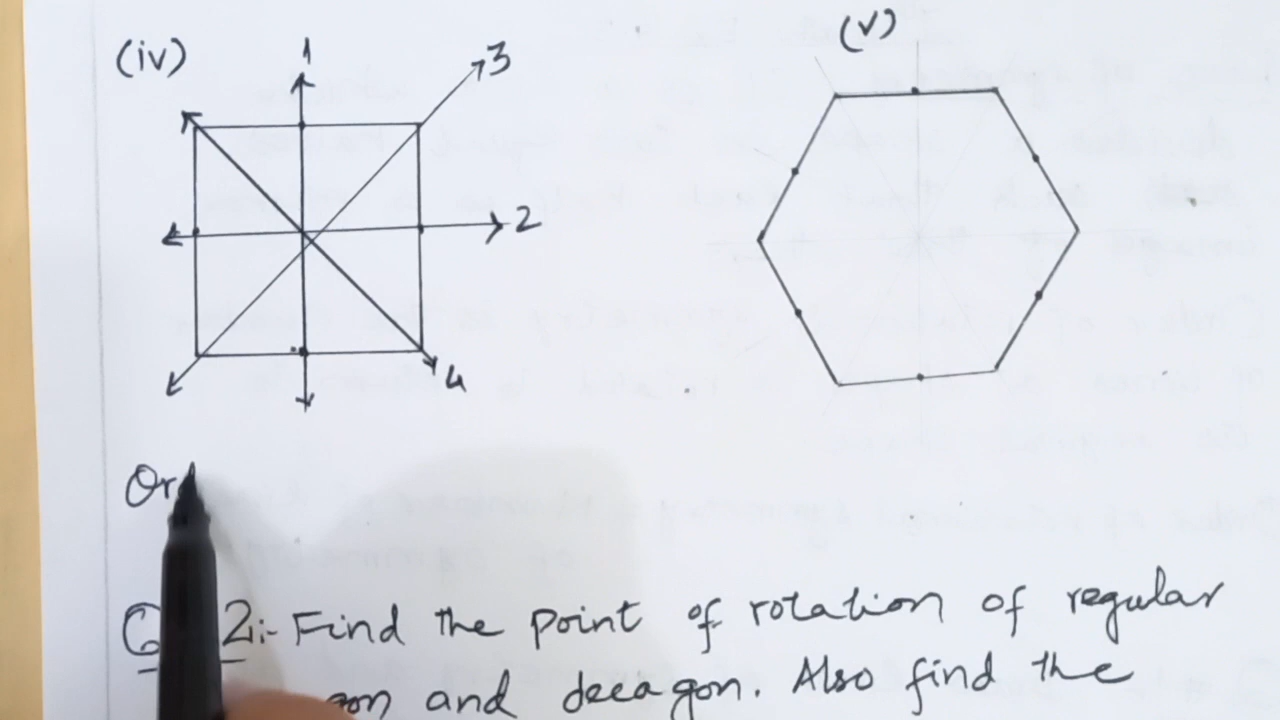 (iv)
(v)
1
3
2
4
Or
2:- Find the point of rotation of regular
gon and decagon. Also find the